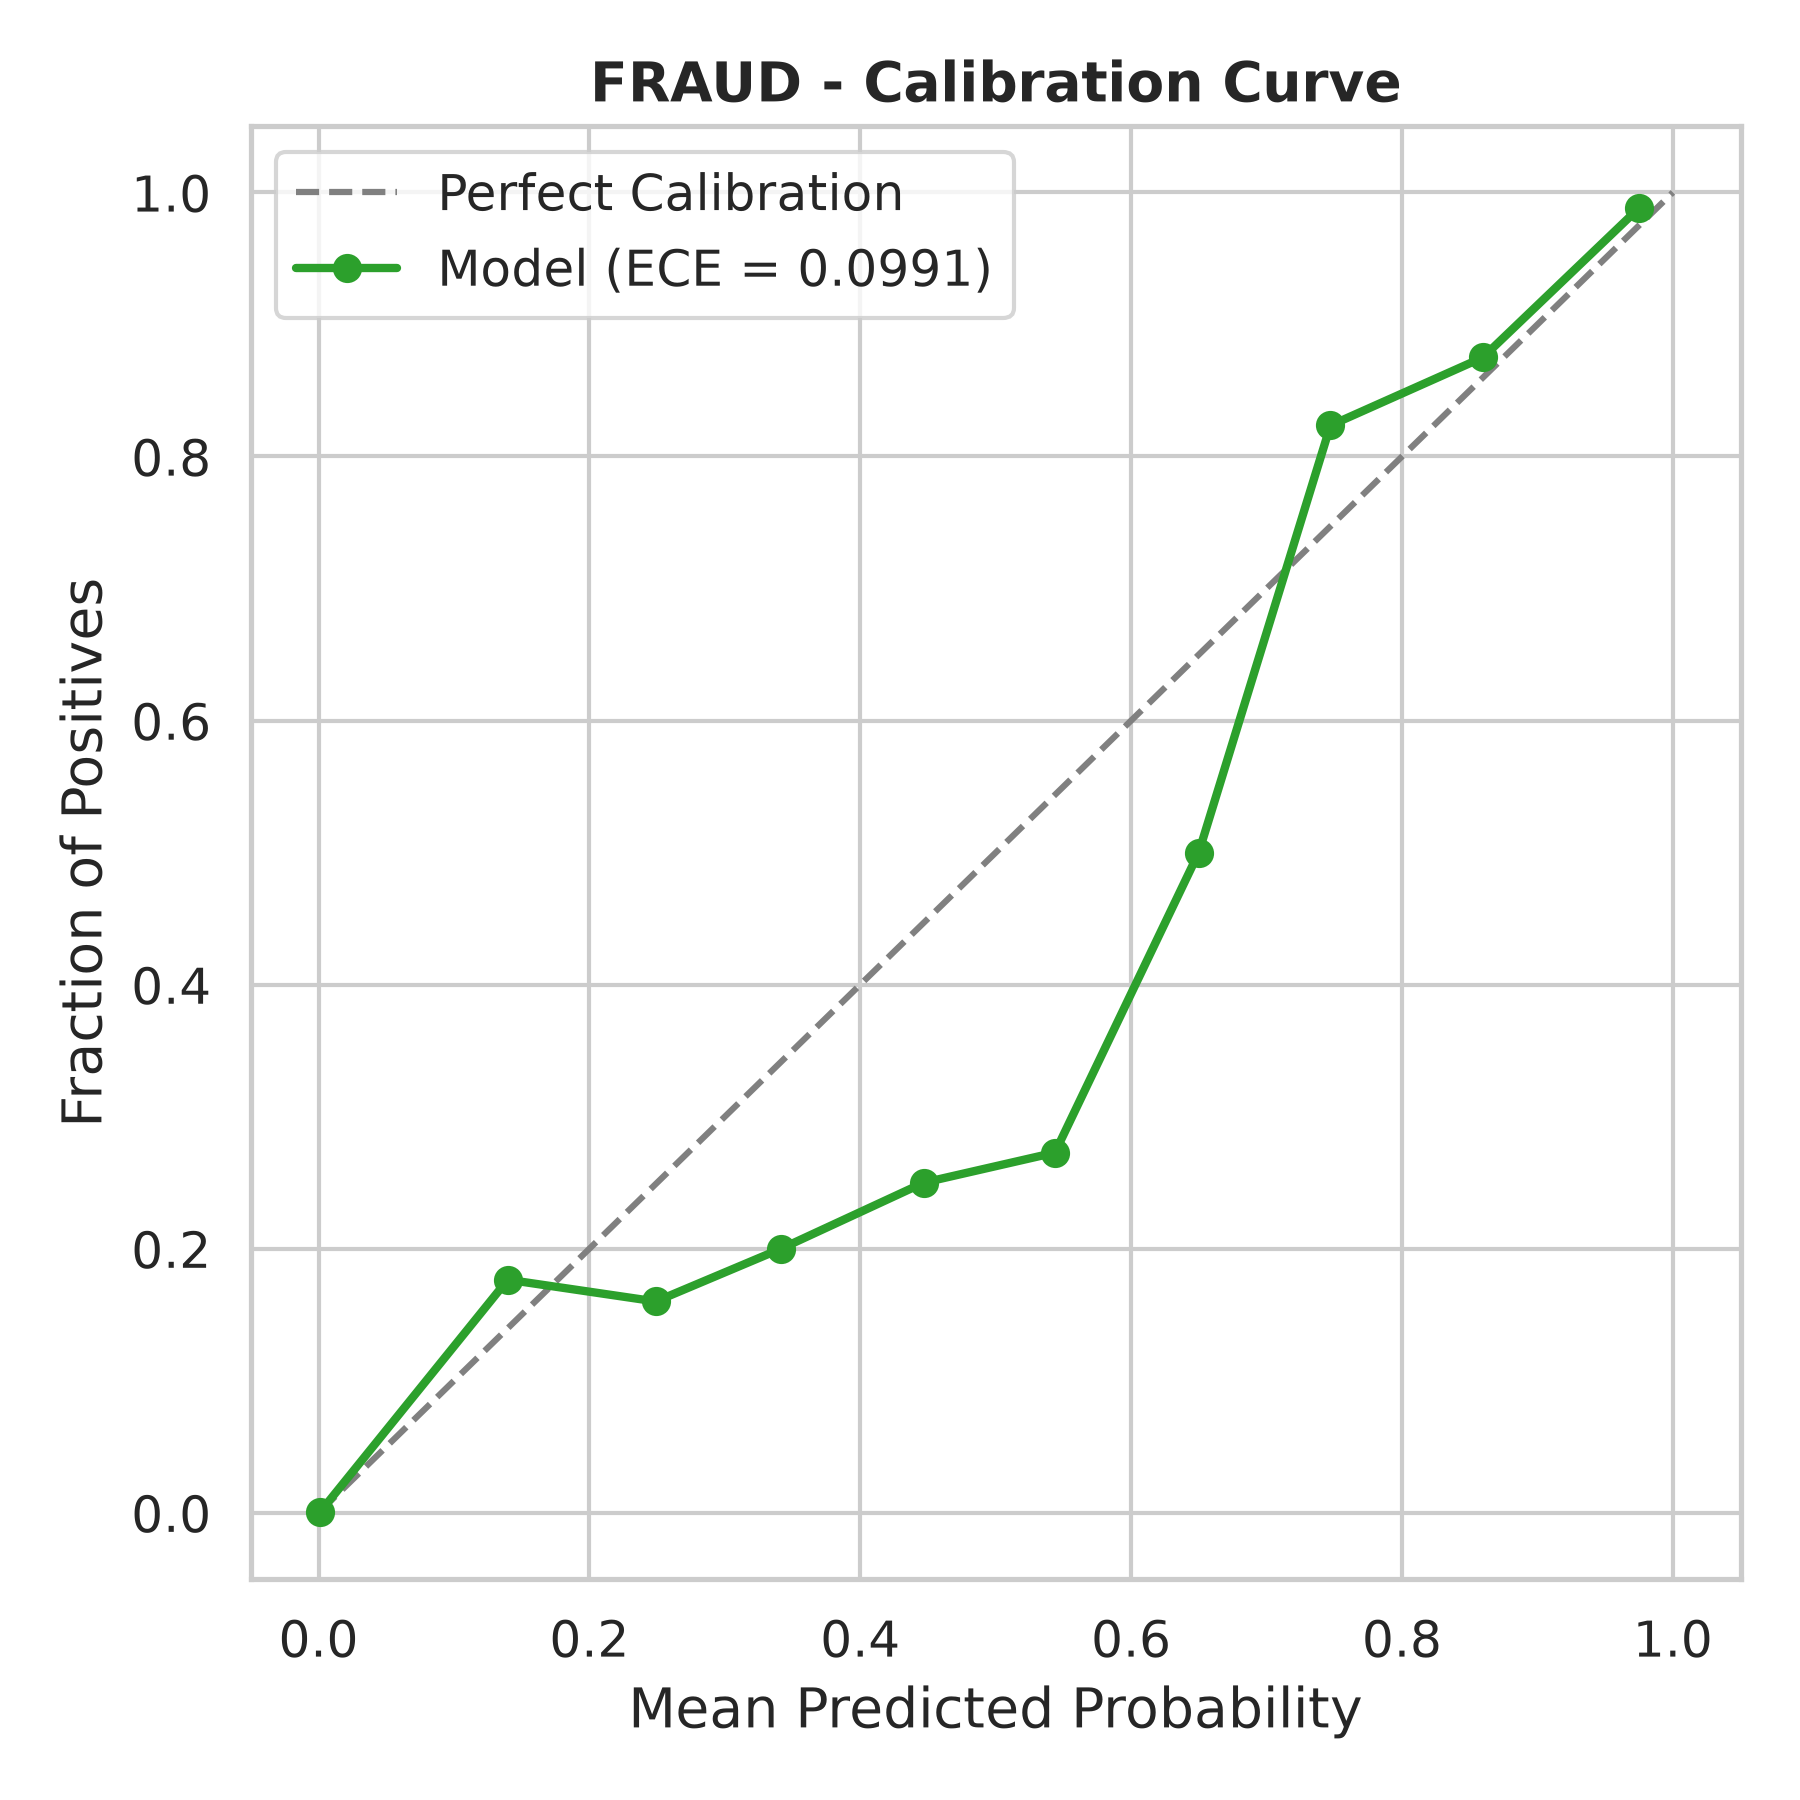 FRAUD - Calibration Curve
Perfect Calibration
Model (ECE = 0.0991)
1.0
0.8
0.6
0.4
0.2
0.0
Fraction of Positives
0.0 0.2 0.4 0.6 0.8 1.0
Mean Predicted Probability